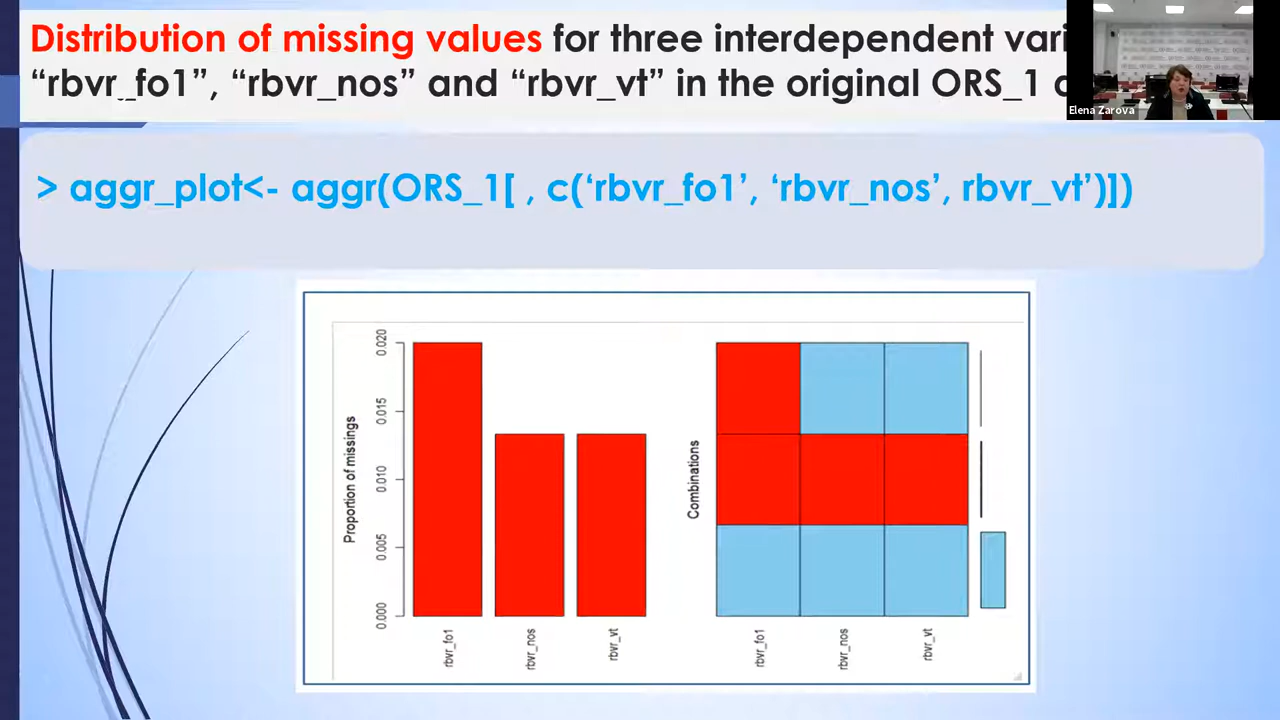 Distribution of missing values for three interdependent vari
“rbvr_fo1”, “rbvr_nos” and “rbvr_vt” in the original ORS_1
Elena Zarova
> aggr_plot<- aggr(ORS_1[ , c(‘rbvr_fo1’, ‘rbvr_nos’, rbvr_vt’)])
Proportion of missings
0.020
0.015
0.010
0.005
0.000
rbvr_fo1
rbvr_nos
rbvr_vt
Combinations
rbvr_fo1
rbvr_nos
rbvr_vt